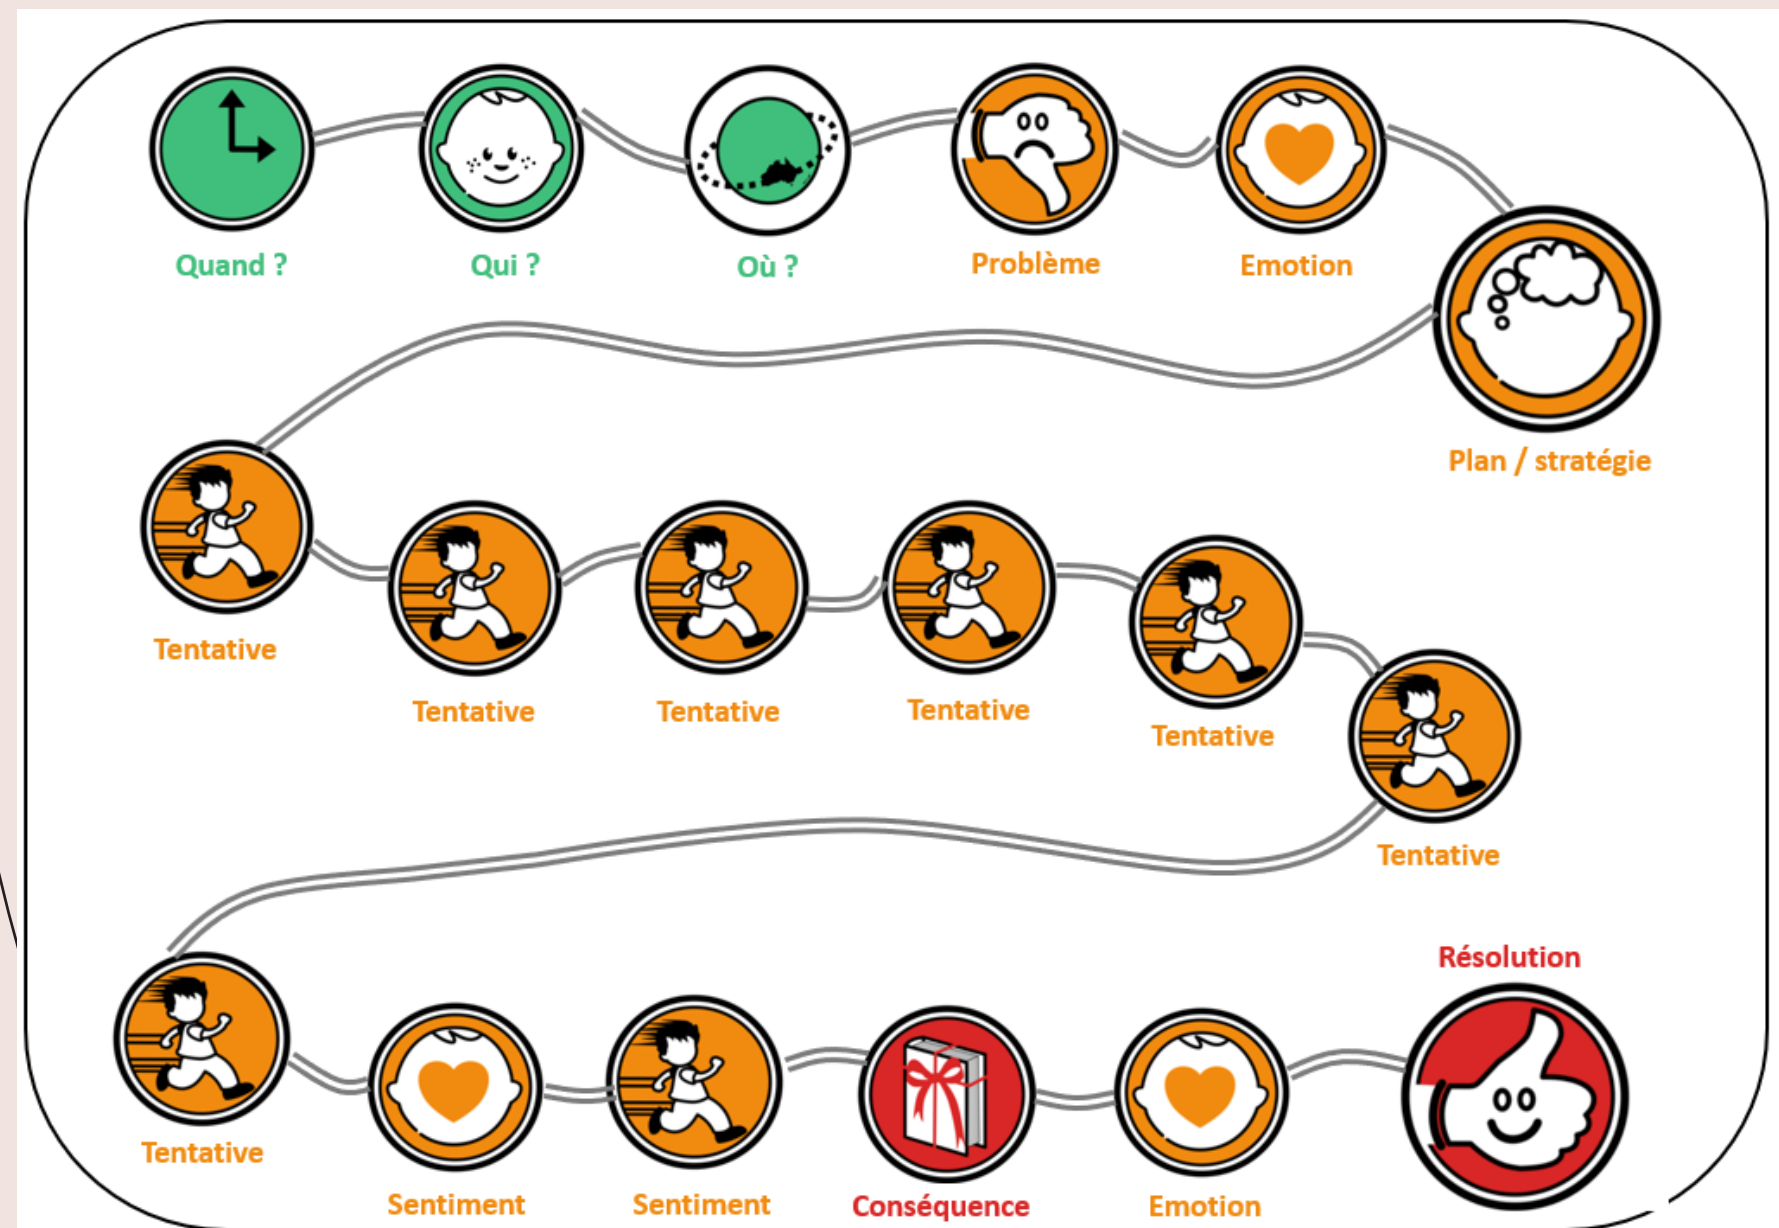 Quand ?
Qui ?
Où ?
Problème
Emotion
Plan / stratégie
Tentative
Tentative
Tentative
Tentative
Tentative
Tentative
Tentative
Sentiment
Sentiment
Conséquence
Emotion
Résolution